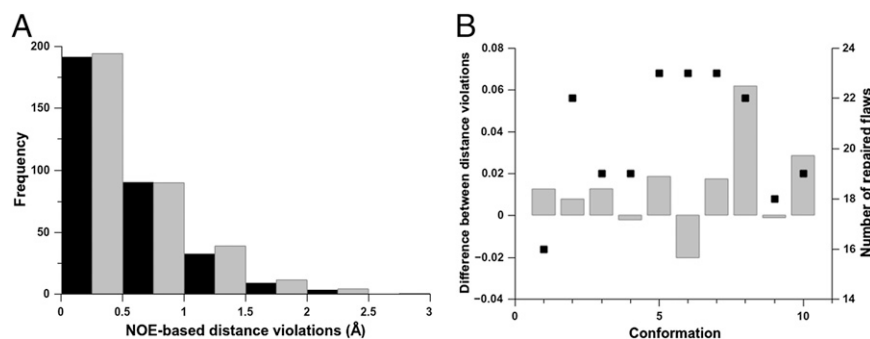 A
200
150
100
50
0
Frequency
0 0.5 1 1.5 2 2.5 3
NOE-based distance violations (Å)
B
0.08
0.06
0.04
0.02
0
−0.02
−0.04
Difference between distance violations
24
22
20
18
16
14
Number of repaired flaws
0 5 10
Conformation